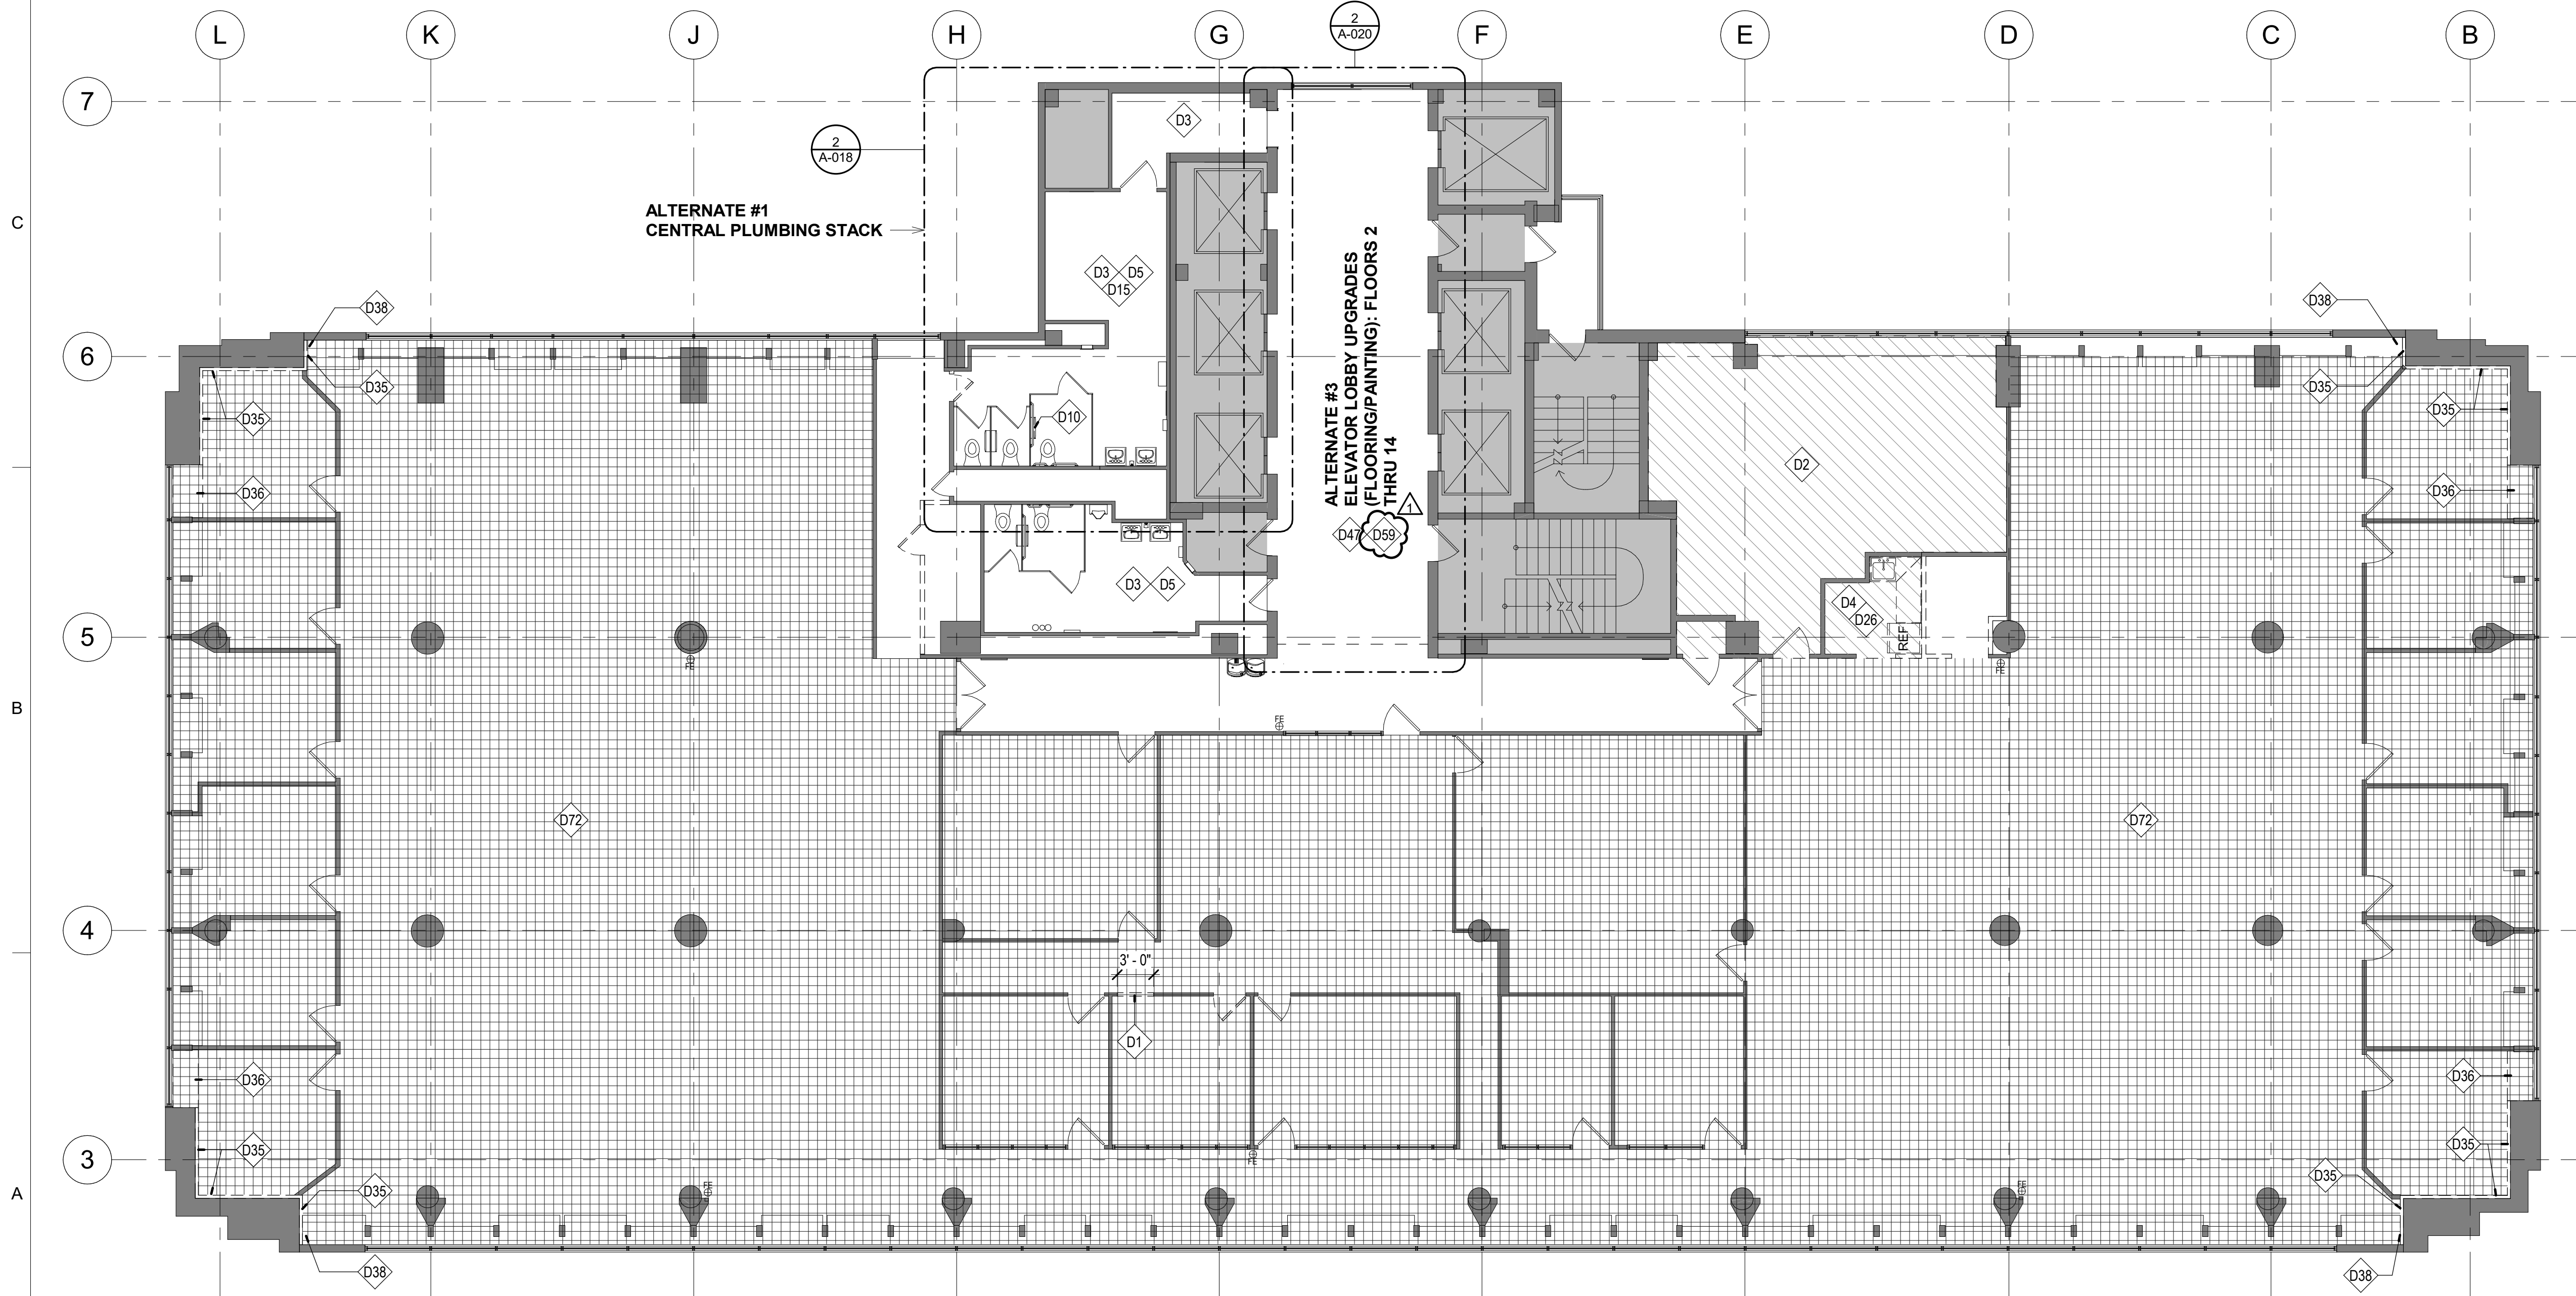 L
K
J
H
G
2
A-020
F
E
D
C
B
7
2
A-018
D3
ALTERNATE #1
CENTRAL PLUMBING STACK
C
ALTERNATE #3
ELEVATOR LOBBY UPGRADES
(FLOORING/PAINTING): FLOORS 2
THRU 14
D3
D5
D15
D38
D38
6
D35
D35
D35
D10
D35
D2
D36
D36
1
D47
D59
D3
D5
D4
D26
REF
5
FE
FE
B
FE
D72
D72
4
3' - 0"
D1
D36
D36
D35
D35
3
FE
A
D35
FE
FE
D35
D38
D38